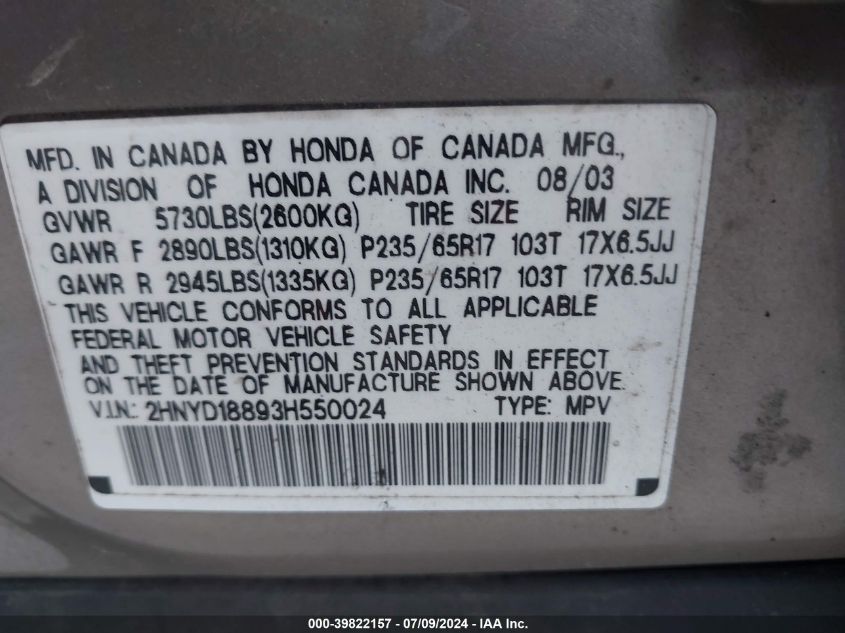 MFD. IN CANADA BY HONDA OF CANADA MFG.,
A DIVISION OF HONDA CANADA INC. 08/03
GVWR 5730LBS(2600KG) TIRE SIZE RIM SIZE
GAWR F 2890LBS(1310KG) P235/65R17 103T 17X6.5JJ
GAWR R 2945LBS(1335KG) P235/65R17 103T 17X6.5JJ
THIS VEHICLE CONFORMS TO ALL APPLICABLE
FEDERAL MOTOR VEHICLE SAFETY
AND THEFT PREVENTION STANDARDS IN EFFECT
ON THE DATE OF MANUFACTURE SHOWN ABOVE.
V.I.N.: 2HNYD18893H550024 TYPE: MPV
000-39822157 / 07/09/2024 / IAA Inc.